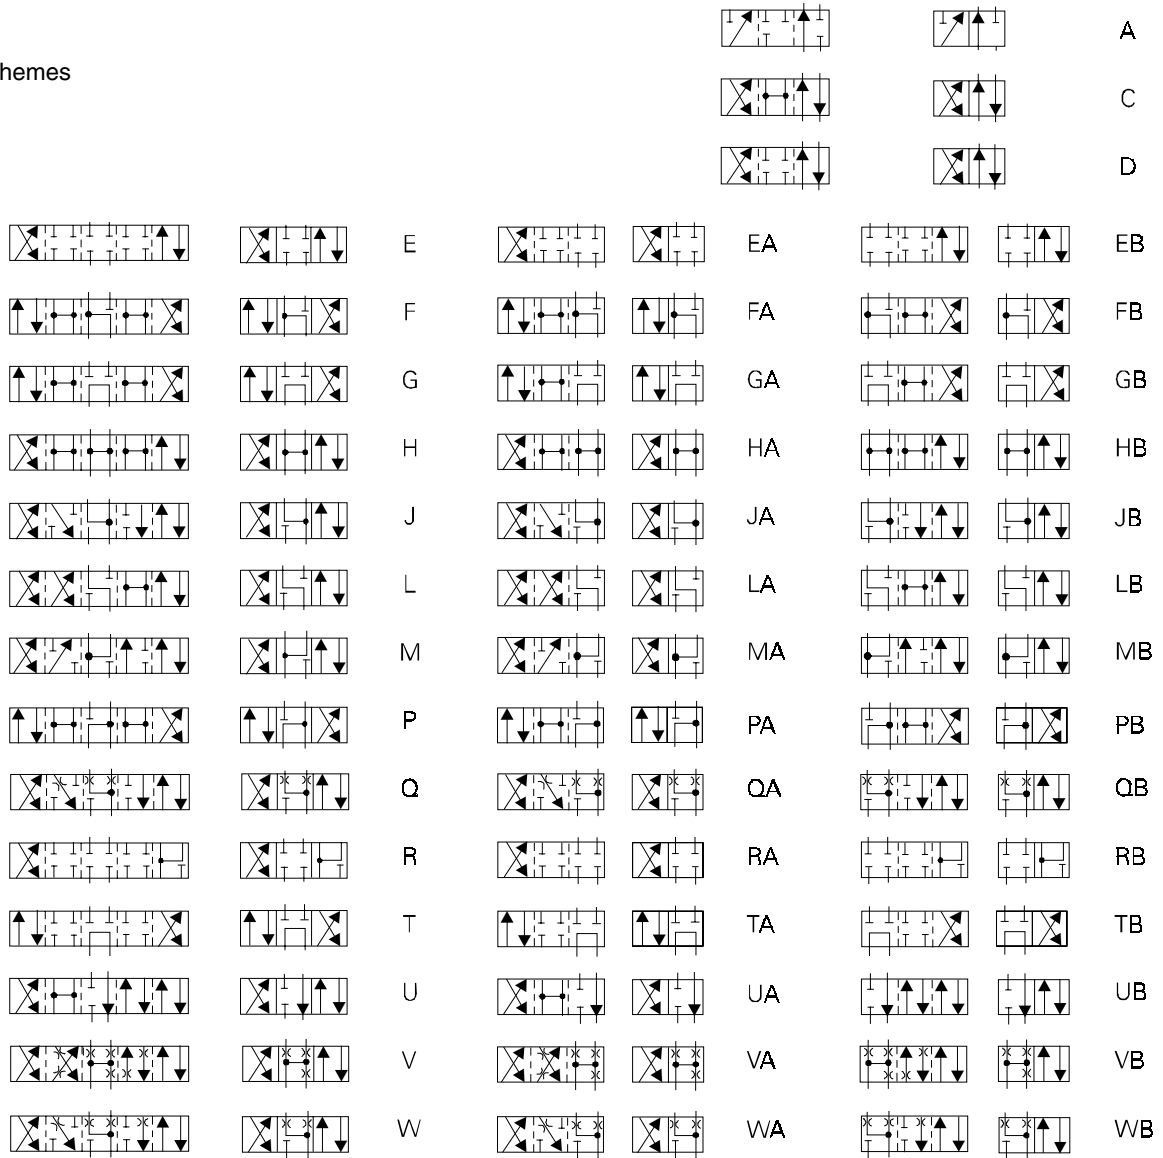 A
hemes
C
D
E EA EB
F FA FB
G GA GB
H HA HB
J JA JB
L LA LB
M MA MB
P PA PB
Q QA QB
R RA RB
T TA TB
U UA UB
V VA VB
W WA WB